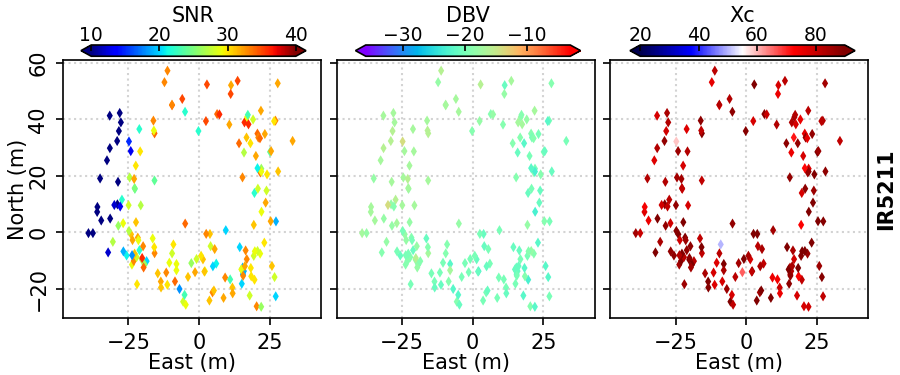 SNR DBV Xc
10 20 30 40 −30 −20 −10 20 40 60 80
60
40
20
0
−20
North (m)
IR5211
−25 0 25 −25 0 25 −25 0 25
East (m) East (m) East (m)